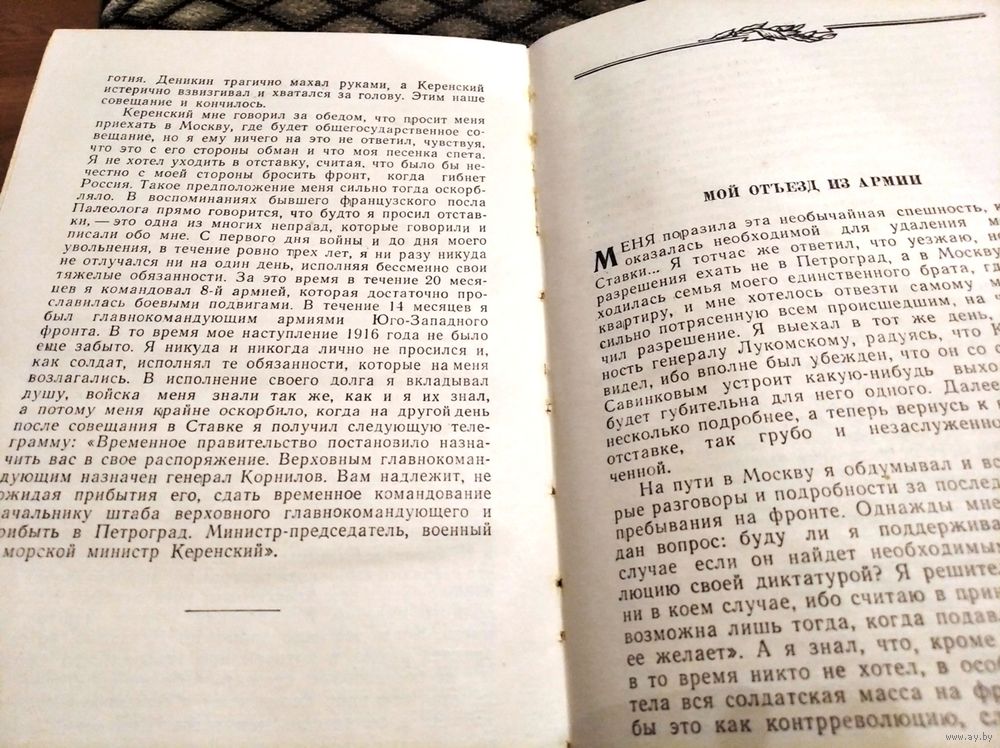 готня. Деникин трагично махал руками, а Керенский
истерично взвизгивал и хватался за голову. Этим наше
совещание и кончилось.
Керенский мне говорил за обедом, что просит меня
приехать в Москву, где будет общегосударственное со-
вещание, но я ему ничего на это не ответил, чувствуя,
что это с его стороны обман и что моя песенка спета.
Я не хотел уходить в отставку, считая, что было бы не-
честно с моей стороны бросить фронт, когда гибнет
Россия. Такое предположение меня сильно тогда оскорб-
ляло. В воспоминаниях бывшего французского посла
Палеолога прямо говорится, что будто я просил отстав-
ки, — это одна из многих неправд, которые говорили и
писали обо мне. С первого дня войны и до дня моего
увольнения, в течение ровно трех лет, я ни разу никуда
не отлучался ни на один день, исполняя бессменно свои
тяжелые обязанности. За это время в течение 20 меся-
цев я командовал 8-й армией, которая достаточно про-
славилась боевыми подвигами. В течение 14 месяцев я
был главнокомандующим армиями Юго-Западного
фронта. В то время мое наступление 1916 года не было
еще забыто. Я никуда и никогда лично не просился и,
как солдат, исполнял те обязанности, которые на меня
возлагались. В исполнение своего долга я вкладывал
душу, войска меня знали так же, как и я их знал,
а потому меня крайне оскорбило, когда на другой день
после совещания в Ставке я получил следующую теле-
грамму: «Временное правительство постановило назна-
чить вас в свое распоряжение. Верховным главнокоман-
дующим назначен генерал Корнилов. Вам надлежит, не
ожидая прибытия его, сдать временное командование
ачальнику штаба верховного главнокомандующего и
рибыть в Петроград. Министр-председатель, военный
морской министр Керенский».
МОЙ ОТЪЕЗД ИЗ АРМИИ
МЕНЯ поразила эта необычайная спешность, к
оказалась необходимой для удаления м
Ставки... Я тотчас же ответил, что уезжаю, но
разрешения ехать не в Петроград, а в Москву
ходилась семья моего единственного брата, гд
квартиру, и мне хотелось отвезти самому м
сильно потрясенную всем происшедшим, на ч
чил разрешение. Я выехал в тот же день,
ность генералу Лукомскому, радуясь, что К
видел, ибо вполне был убежден, что он со с
Савинковым устроит какую-нибудь выхо
будет губительна для него одного. Далее
несколько подробнее, а теперь вернусь к
отставке, так грубо и незаслуженно
ченной.
На пути в Москву я обдумывал и вс
рые разговоры и подробности за послед
пребывания на фронте. Однажды мне
дан вопрос: буду ли я поддержива
случае если он найдет необходимы
люцию своей диктатурой? Я решител
ни в коем случае, ибо считаю в прин
возможна лишь тогда, когда подав
ее желает». А я знал, что, кроме
в то время никто не хотел, в особ
тела вся солдатская масса на фр
бы это как контрреволюцию, сл
www.ay.by